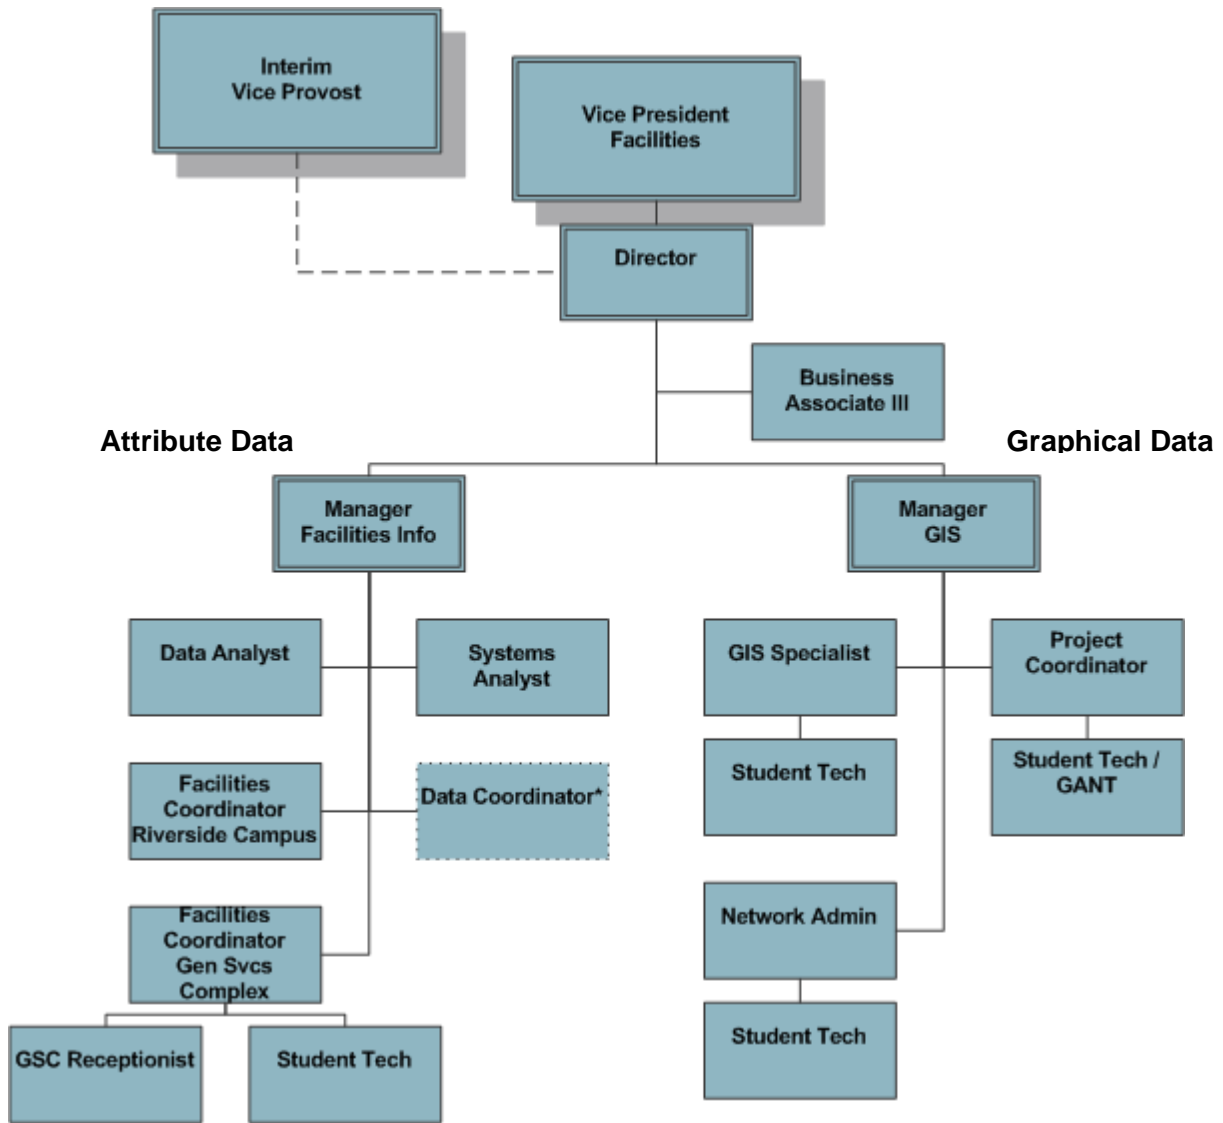 Interim
Vice Provost
Vice President
Facilities
Director
Business
Associate III
Attribute Data
Graphical Data
Manager
Facilities Info
Manager
GIS
Data Analyst
Systems
Analyst
GIS Specialist
Project
Coordinator
Student Tech
Student Tech /
GANT
Facilities
Coordinator
Riverside Campus
Data Coordinator*
Facilities
Coordinator
Gen Svcs
Complex
Network Admin
GSC Receptionist
Student Tech
Student Tech